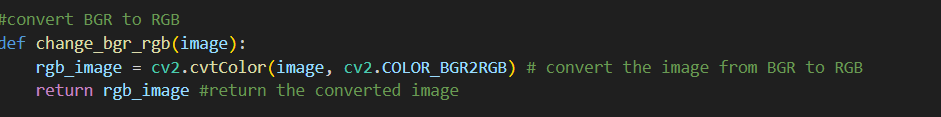 #convert BGR to RGB
def change_bgr_rgb(image):
    rgb_image = cv2.cvtColor(image, cv2.COLOR_BGR2RGB) # convert the image from BGR to RGB
    return rgb_image #return the converted image